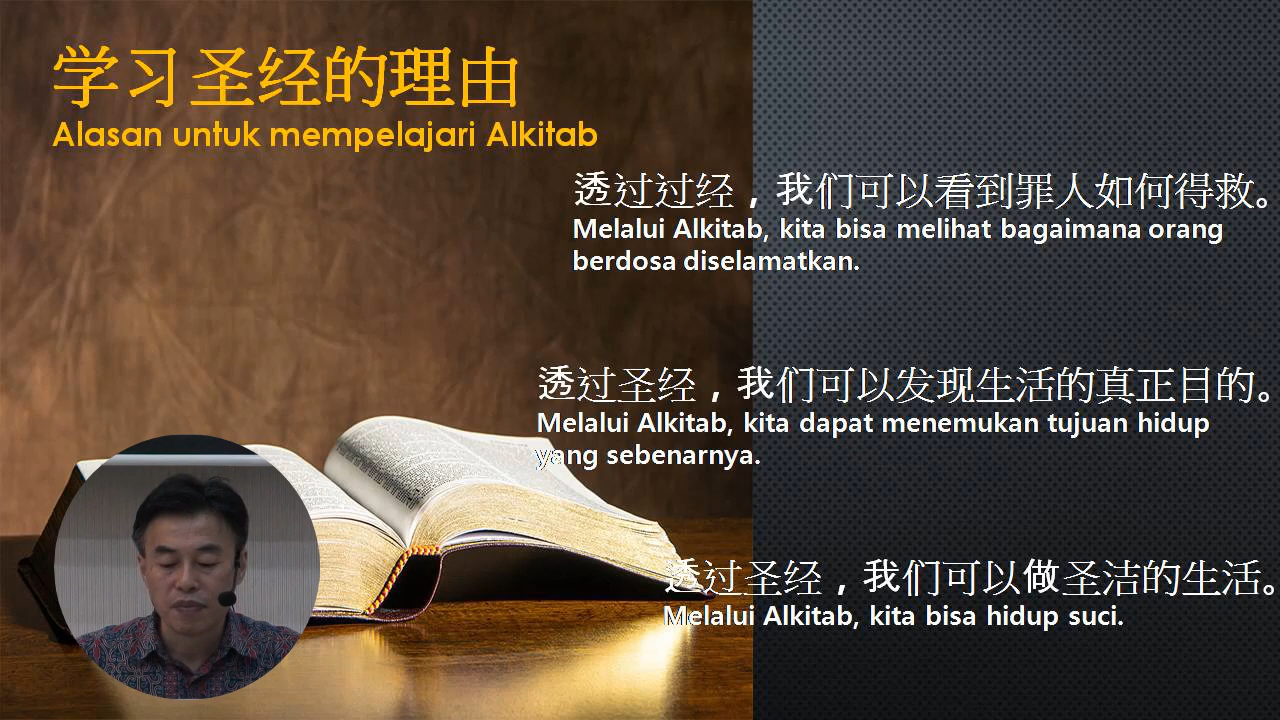 学习圣经的理由
Alasan untuk mempelajari Alkitab
透过过经，我们可以看到罪人如何得救。
Melalui Alkitab, kita bisa melihat bagaimana orang
berdosa diselamatkan.
透过圣经，我们可以发现生活的真正目的。
Melalui Alkitab, kita dapat menemukan tujuan hidup
yang sebenarnya.
透过圣经，我们可以做圣洁的生活。
Melalui Alkitab, kita bisa hidup suci.